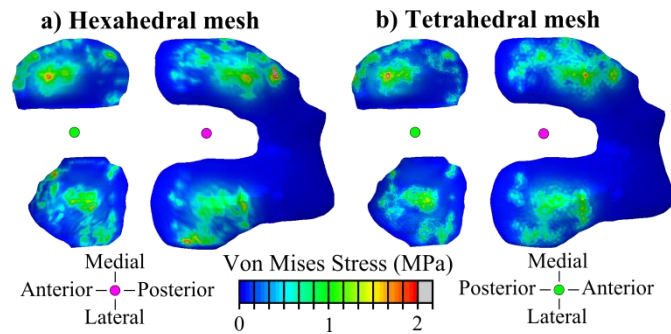 a) Hexahedral mesh
b) Tetrahedral mesh
Medial
Anterior Posterior
Lateral
Von Mises Stress (MPa)
0 1 2
Medial
Posterior Anterior
Lateral